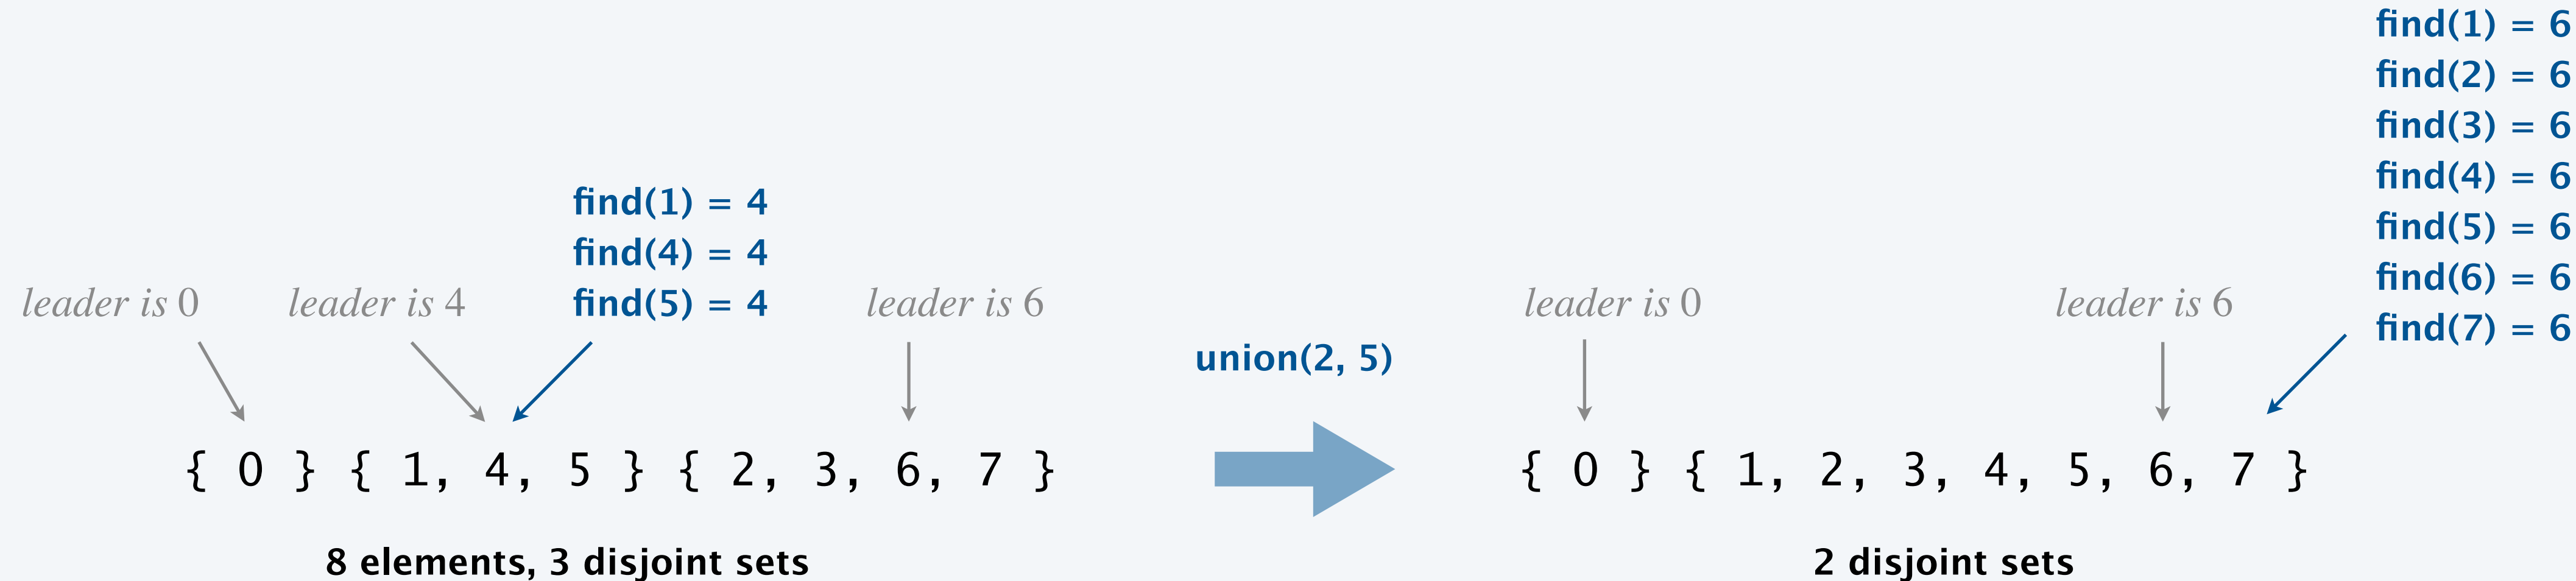 find(1) = 4
find(4) = 4
find(5) = 4
leader is 0
leader is 4
leader is 6
{ 0 } { 1, 4, 5 } { 2, 3, 6, 7 }
8 elements, 3 disjoint sets
union(2, 5)
find(1) = 6
find(2) = 6
find(3) = 6
find(4) = 6
find(5) = 6
find(6) = 6
find(7) = 6
leader is 0
leader is 6
{ 0 } { 1, 2, 3, 4, 5, 6, 7 }
2 disjoint sets